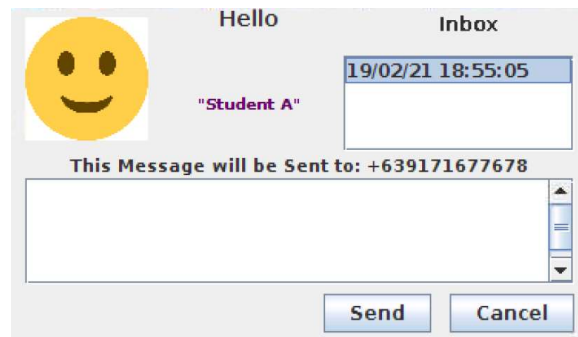 Hello
Inbox
19/02/21 18:55:05
"Student A"
This Message will be Sent to: +639171677678
Send
Cancel